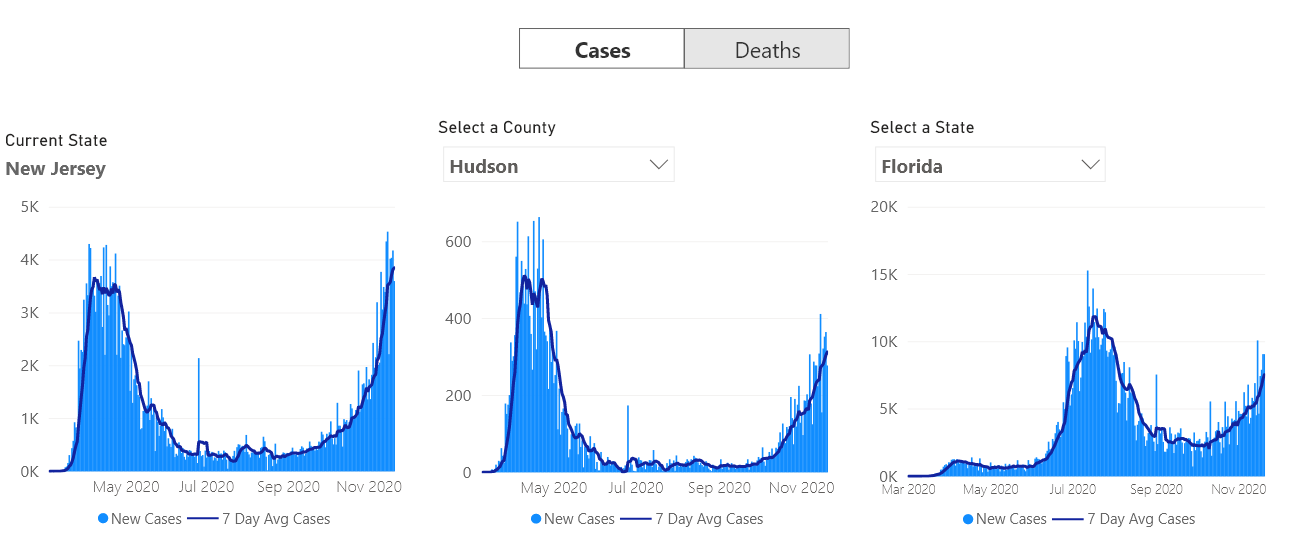 Cases Deaths
Current State
New Jersey
Select a County
Hudson
Select a State
Florida
5K
4K
3K
2K
1K
0K
May 2020 Jul 2020 Sep 2020 Nov 2020
New Cases 7 Day Avg Cases
600
400
200
0
May 2020 Jul 2020 Sep 2020 Nov 2020
New Cases 7 Day Avg Cases
20K
15K
10K
5K
0K
Mar 2020 May 2020 Jul 2020 Sep 2020 Nov 2020
New Cases 7 Day Avg Cases